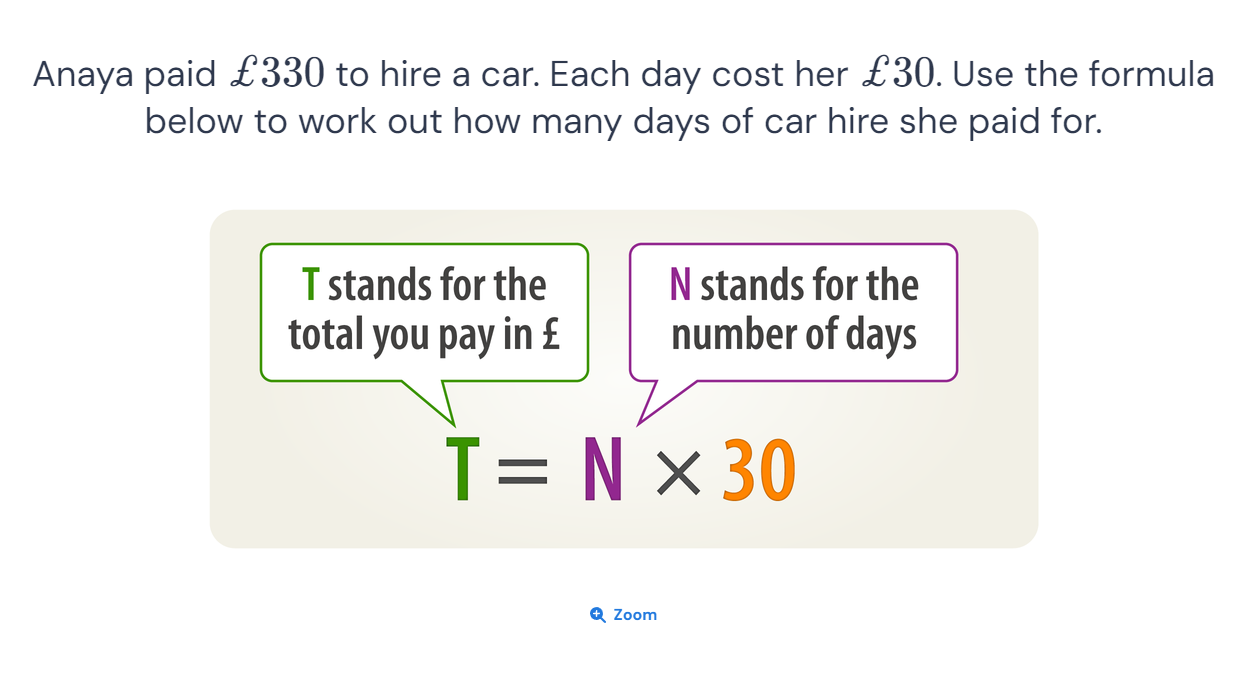 Anaya paid £330 to hire a car. Each day cost her £30. Use the formula
below to work out how many days of car hire she paid for.
T stands for the
total you pay in £
N stands for the
number of days
T = N × 30
Zoom